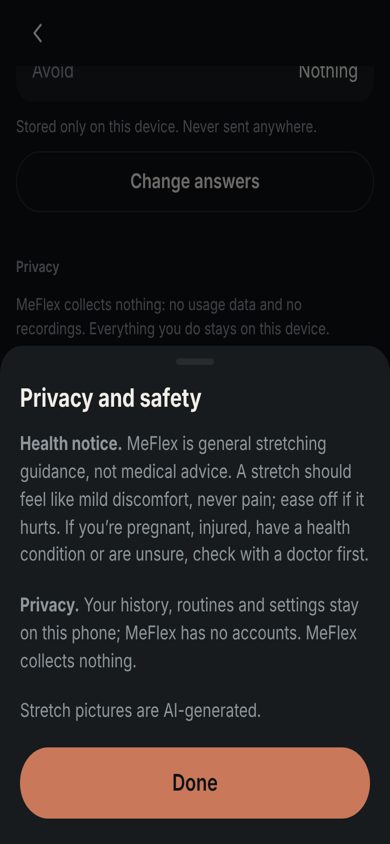 Avoid Nothing
Stored only on this device. Never sent anywhere.
Change answers
Privacy
MeFlex collects nothing: no usage data and no
recordings. Everything you do stays on this device.
Privacy and safety
Health notice. MeFlex is general stretching
guidance, not medical advice. A stretch should
feel like mild discomfort, never pain; ease off if it
hurts. If you’re pregnant, injured, have a health
condition or are unsure, check with a doctor first.
Privacy. Your history, routines and settings stay
on this phone; MeFlex has no accounts. MeFlex
collects nothing.
Stretch pictures are AI-generated.
Done